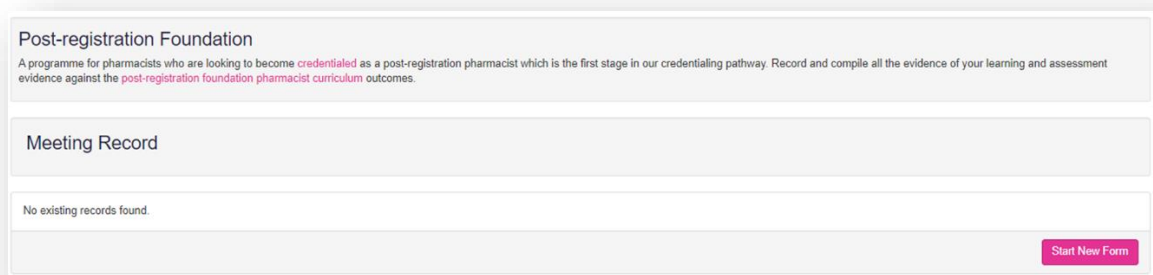 Post-registration Foundation
A programme for pharmacists who are looking to become credentialed as a post-registration pharmacist which is the first stage in our credentialing pathway. Record and compile all the evidence of your learning and assessment
evidence against the post-registration foundation pharmacist curriculum outcomes.
Meeting Record
No existing records found.
Start New Form